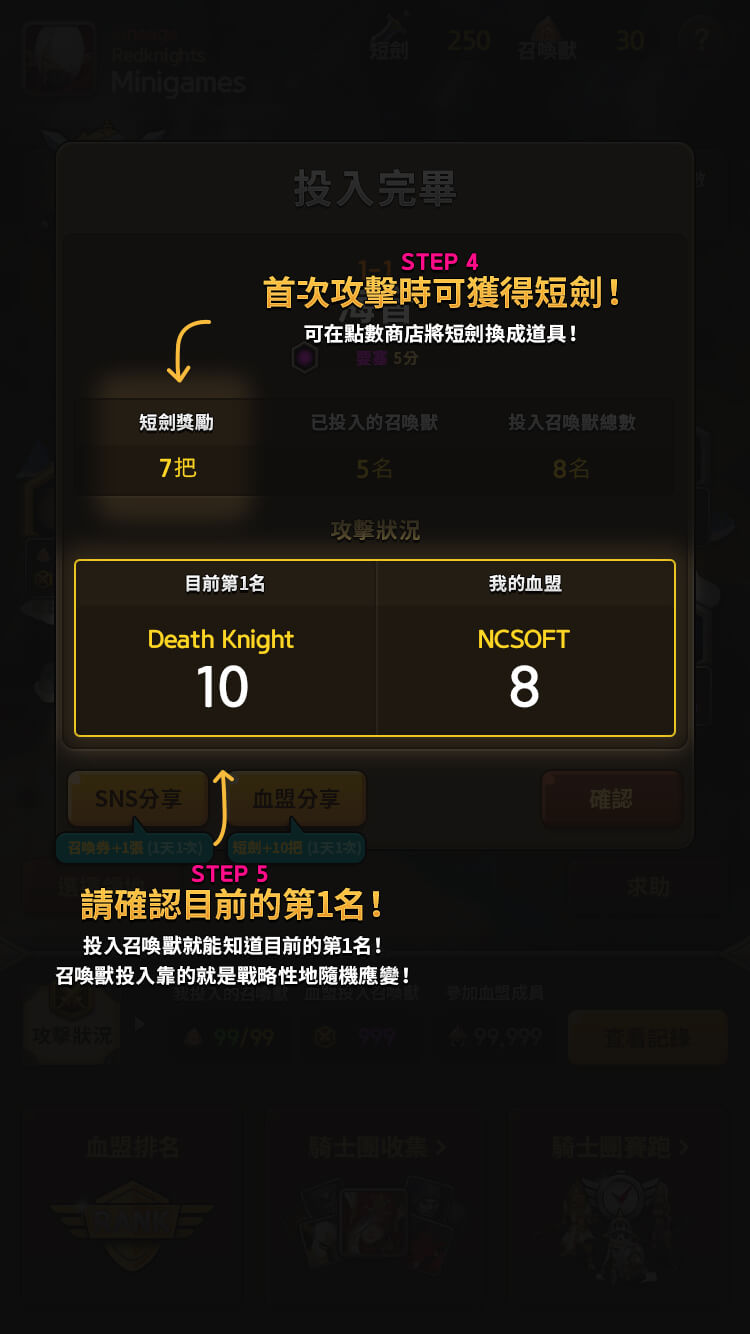 Redknights
Minigames
短劍
250
召喚獸
30
?
投入完畢
1-1
STEP 4
首次攻擊時可獲得短劍！
可在點數商店將短劍換成道具！
要塞 5分
短劍獎勵
已投入的召喚獸
投入召喚獸總數
7把
5名
8名
攻擊狀況
目前第1名
我的血盟
Death Knight
NCSOFT
10
8
SNS分享
血盟分享
確認
召喚券+1張 (1天1次)
短劍+10把 (1天1次)
STEP 5
求助
請確認目前的第1名！
投入召喚獸就能知道目前的第1名！
召喚獸投入靠的就是戰略性地隨機應變！
我投入的召喚獸
血盟投入召喚獸
參加血盟成員
攻擊狀況
99/99
999
99,999
查看記錄
血盟排名
騎士團收集 >
騎士團賽跑 >
RANK